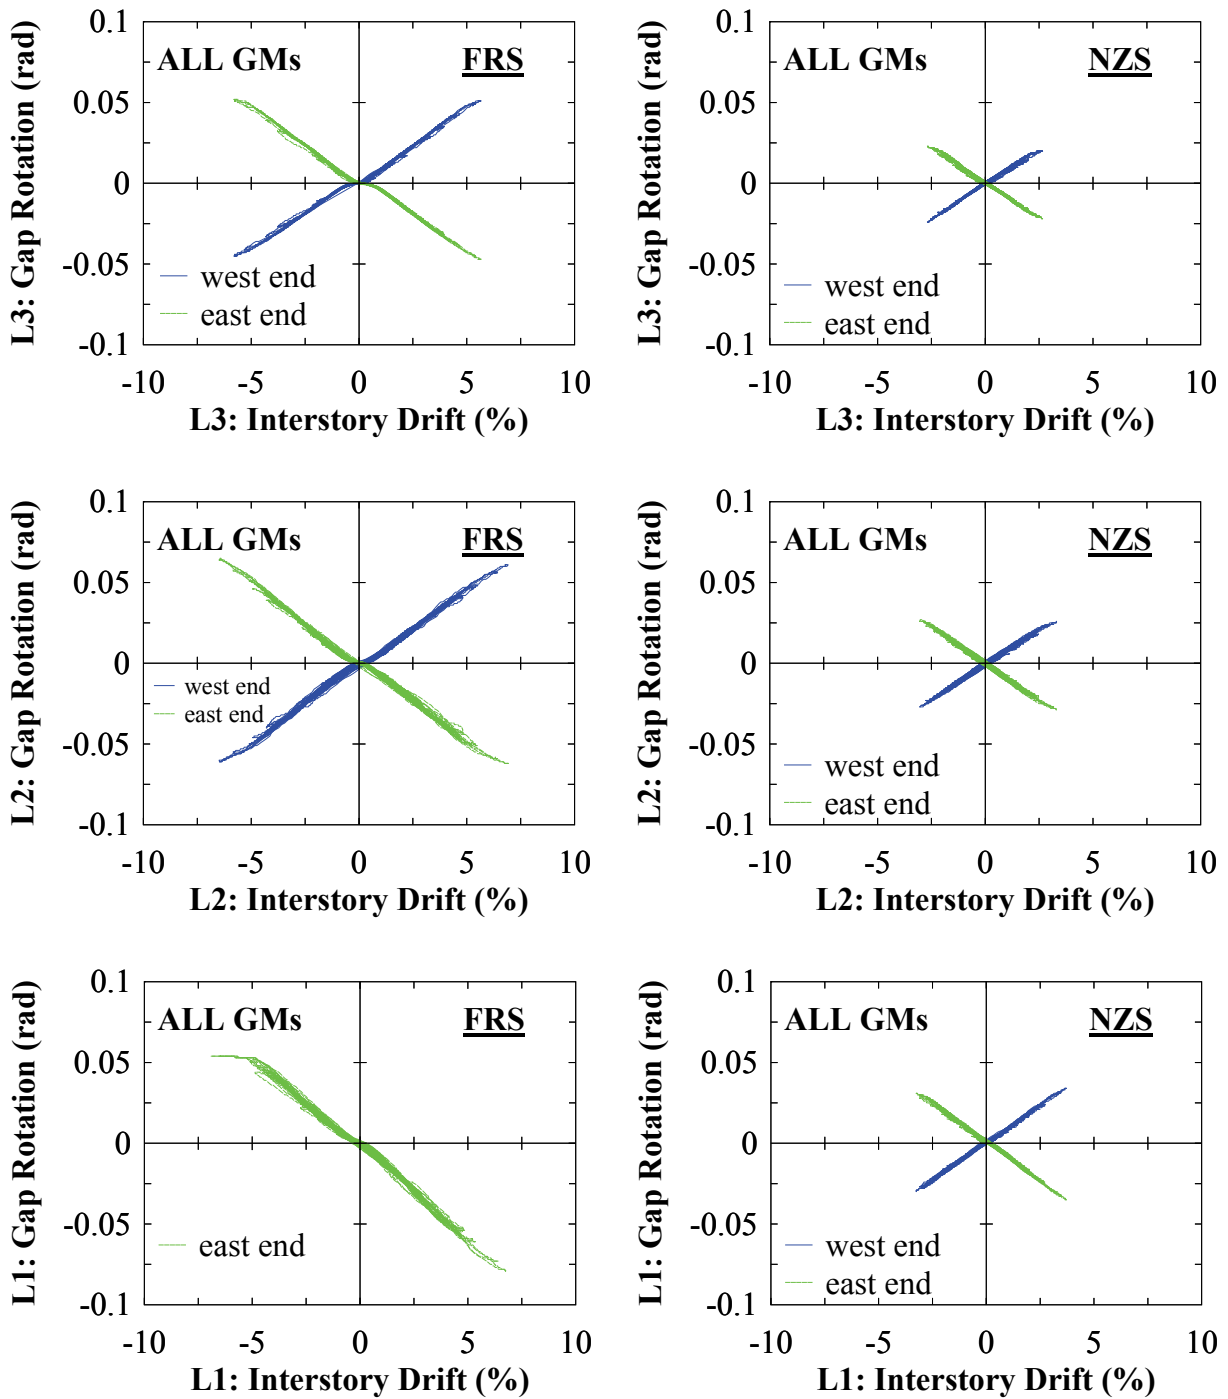 0.1
ALL GMs FRS
0.05
0
-0.05
west end
east end
-0.1
-10 -5 0 5 10
L3: Interstory Drift (%)
L3: Gap Rotation (rad)
0.1
ALL GMs NZS
0.05
0
-0.05
west end
east end
-0.1
-10 -5 0 5 10
L3: Interstory Drift (%)
L3: Gap Rotation (rad)
0.1
ALL GMs FRS
0.05
0
west end
east end
-0.05
-0.1
-10 -5 0 5 10
L2: Interstory Drift (%)
L2: Gap Rotation (rad)
0.1
ALL GMs NZS
0.05
0
-0.05
west end
east end
-0.1
-10 -5 0 5 10
L2: Interstory Drift (%)
L2: Gap Rotation (rad)
0.1
ALL GMs FRS
0.05
0
-0.05
east end
-0.1
-10 -5 0 5 10
L1: Interstory Drift (%)
L1: Gap Rotation (rad)
0.1
ALL GMs NZS
0.05
0
-0.05
west end
east end
-0.1
-10 -5 0 5 10
L1: Interstory Drift (%)
L1: Gap Rotation (rad)